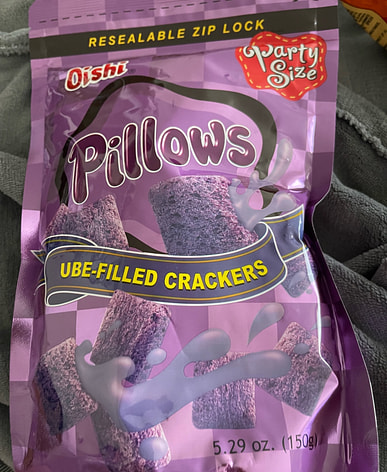 RESEALABLE ZIP LOCK
Party
Size
Oishi
Pillows
UBE-FILLED CRACKERS
5.29 oz. (150g)